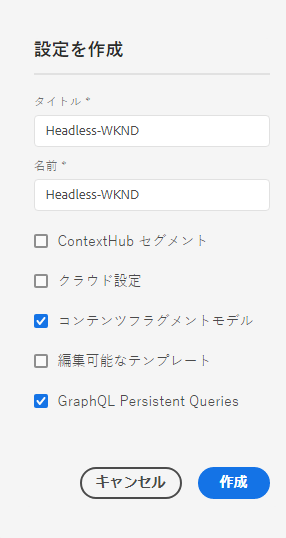 設定を作成
タイトル *
Headless-WKND
名前 *
Headless-WKND
ContextHub セグメント
クラウド設定
コンテンツフラグメントモデル
編集可能なテンプレート
GraphQL Persistent Queries
キャンセル 作成